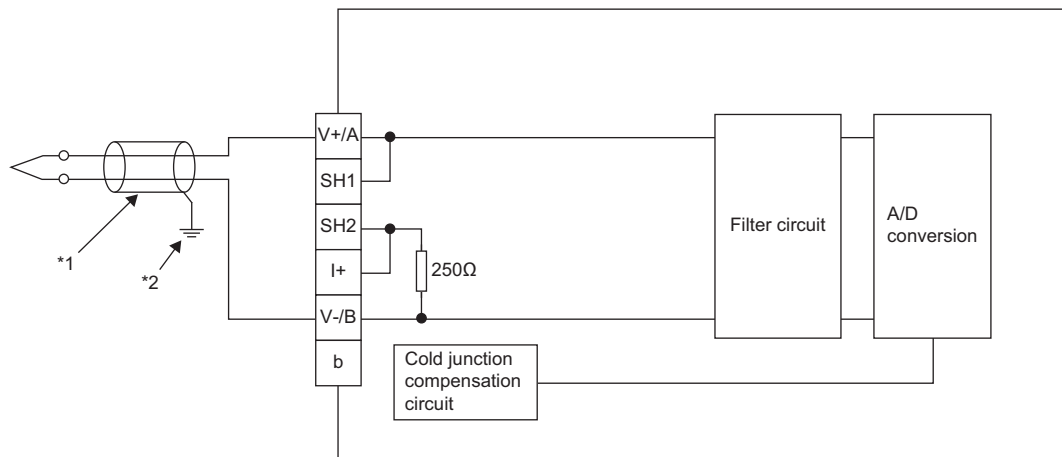 V+/A
SH1
SH2
I+
V-/B
b
*1
*2
250Ω
Filter circuit
A/D
conversion
Cold junction
compensation
circuit